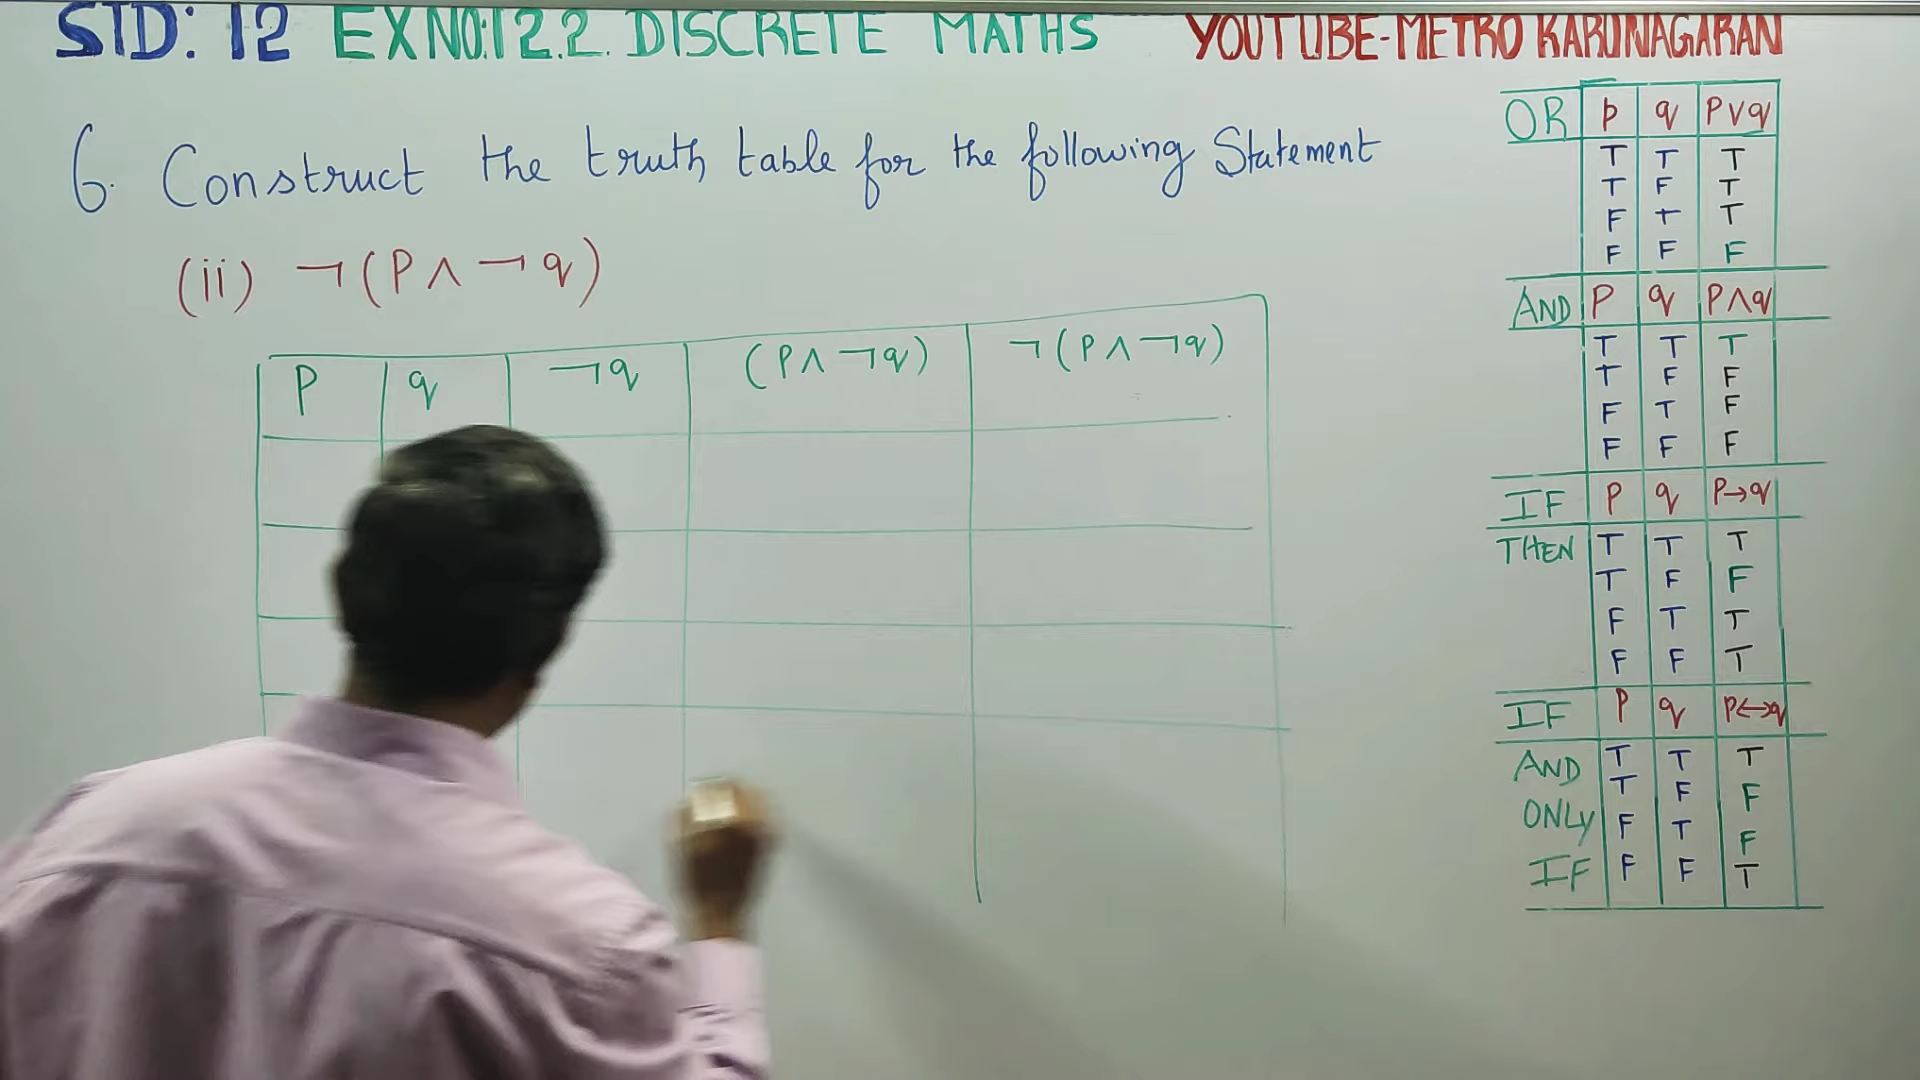 STD: 12 EX NO:12.2. DISCRETE MATHS YOUTUBE-METRO KARUNAGARAN
6. Construct the truth table for the following Statement
(ii) ¬(P∧¬q)
P q ¬q (P∧¬q) ¬(P∧¬q)
OR p q P∨q
T T T
T F T
F T T
F F F
AND P q P∧q
T T T
T F F
F T F
F F F
IF P q P→q
THEN T T T
T F F
F T T
F F T
IF P q P↔q
AND T T T
T F F
ONLY F T F
IF F F T